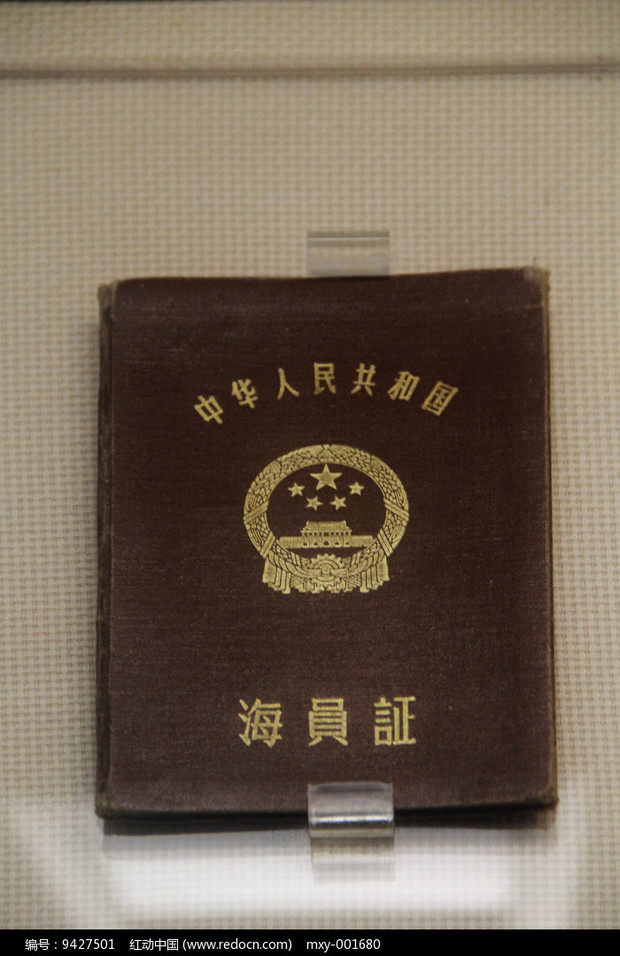 中华人民共和国
海員証
编号：9427501 红动中国 (www.redocn.com) mxy-001680